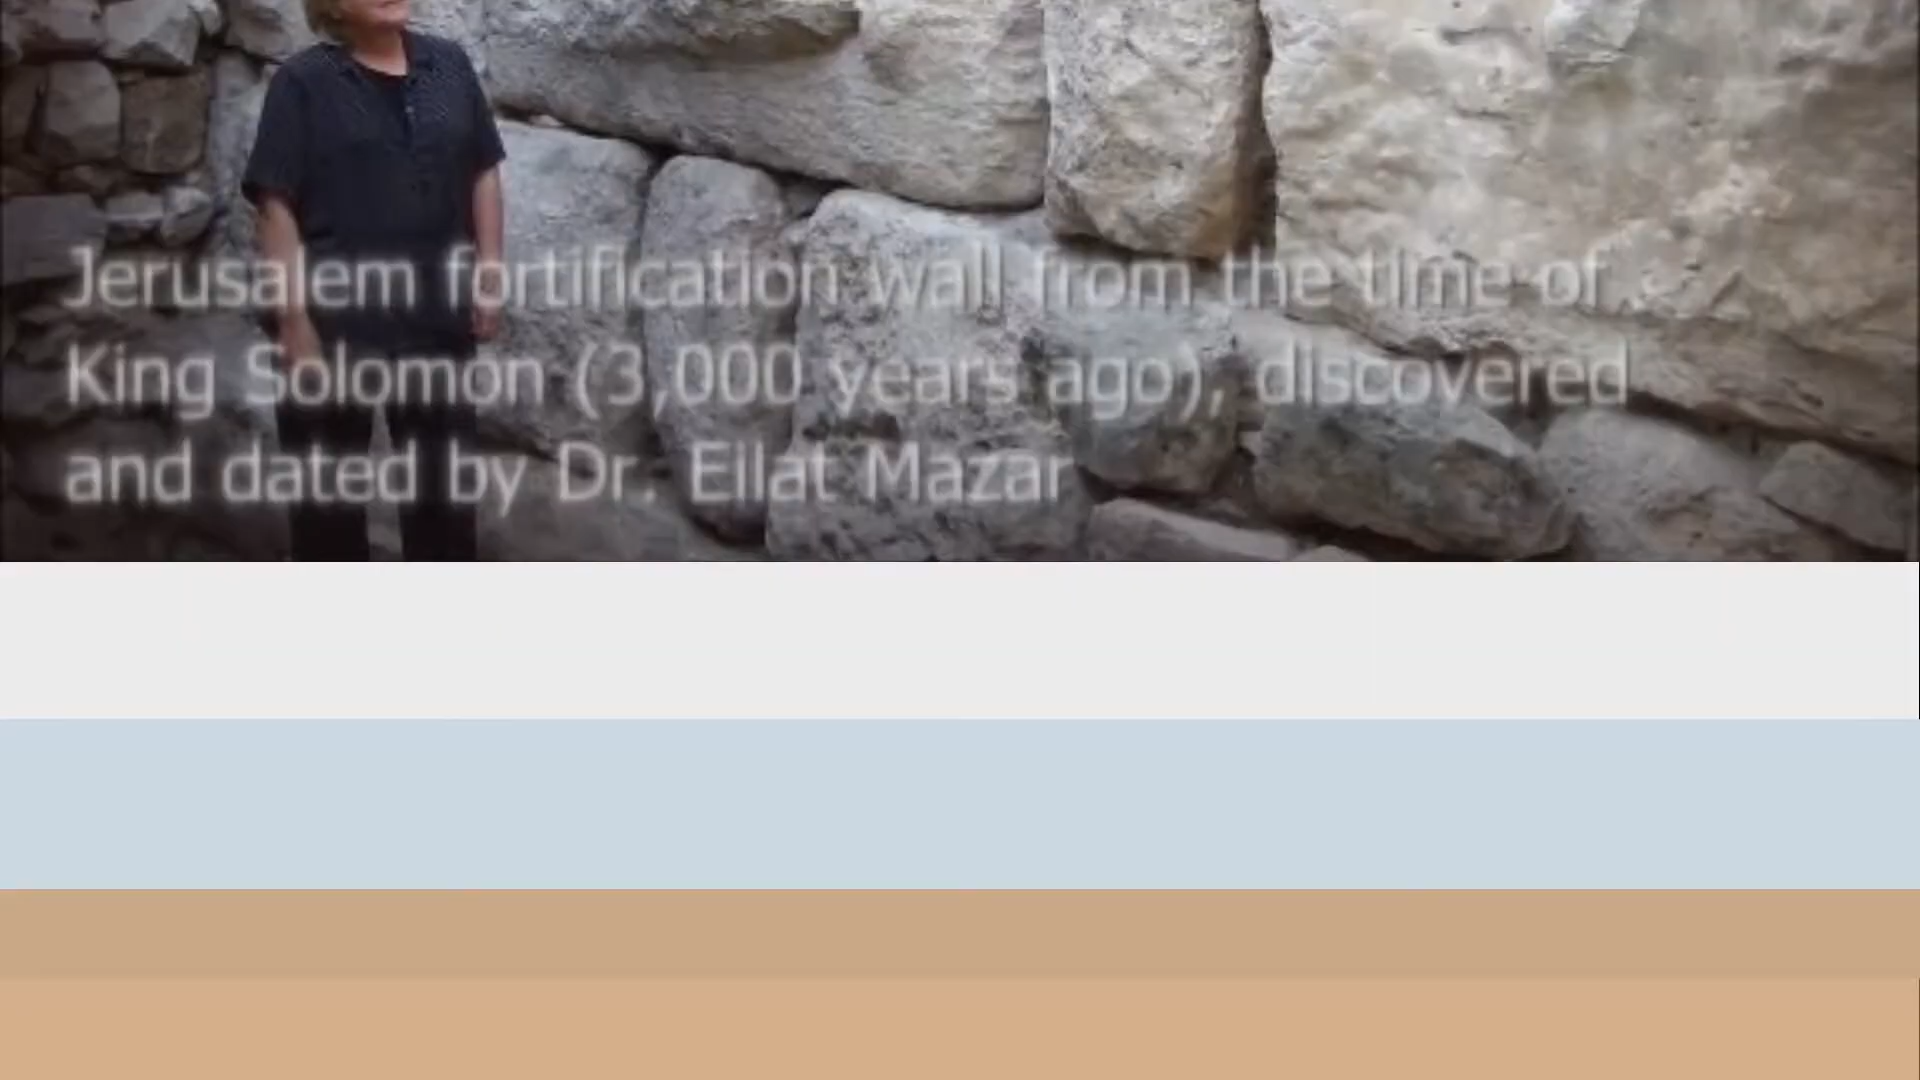 Jerusalem fortification wall from the time of
King Solomon (3,000 years ago), discovered
and dated by Dr. Eilat Mazar